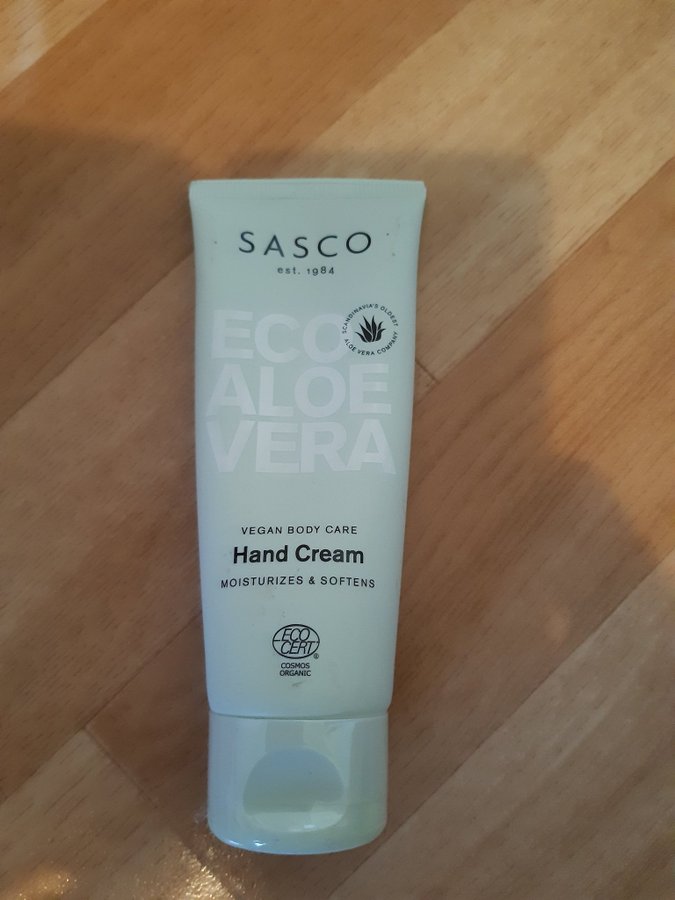 SASCO
est. 1984
ECO
ALOE
VERA
SCANDINAVIA'S OLDEST
ALOE VERA COMPANY
VEGAN BODY CARE
Hand Cream
MOISTURIZES & SOFTENS
ECO
CERT
®
COSMOS
ORGANIC